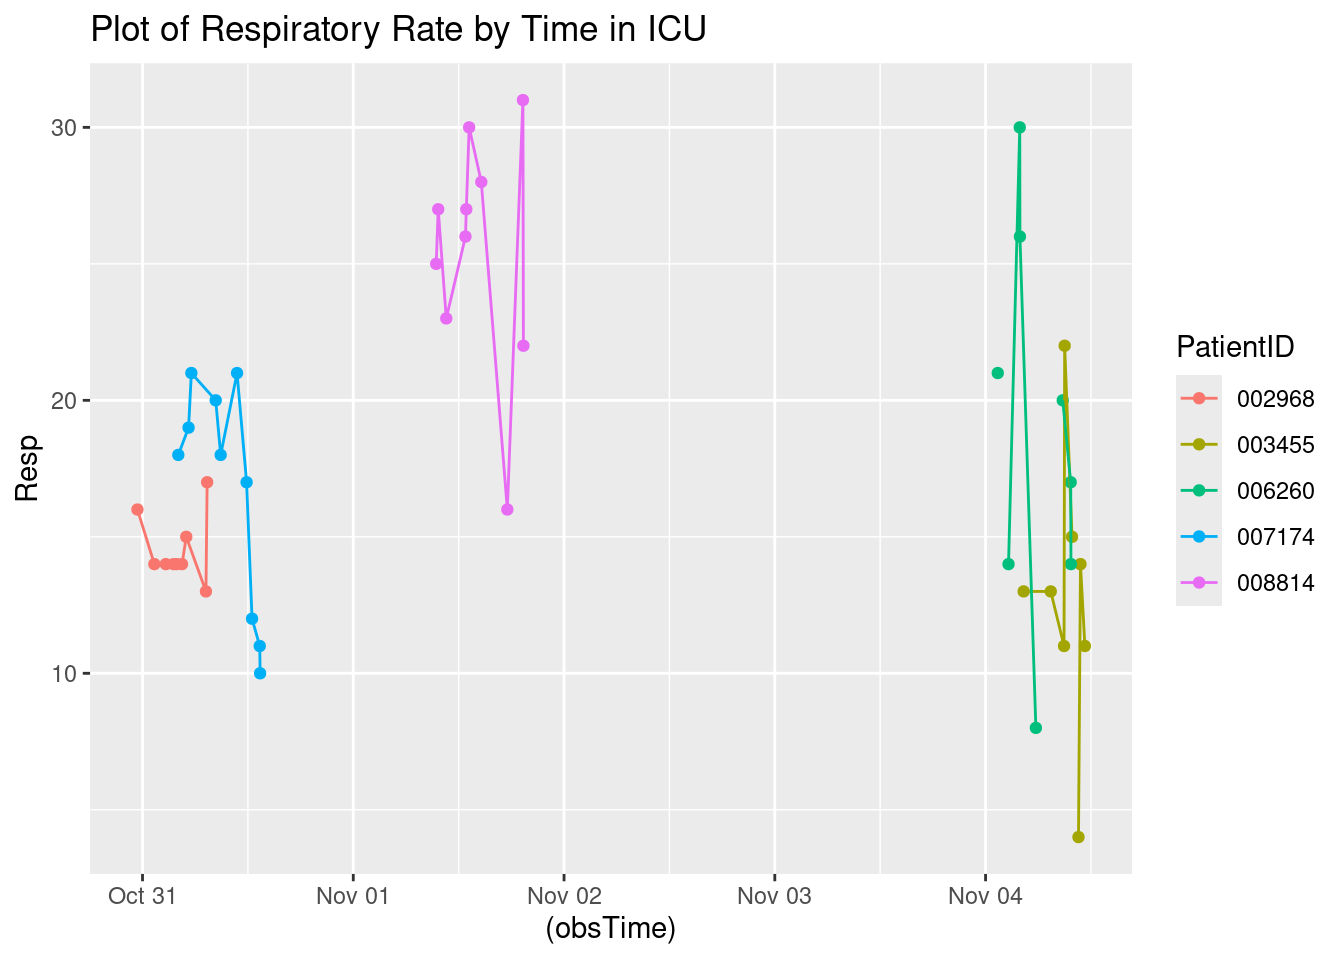 Plot of Respiratory Rate by Time in ICU
30
20
10
Resp
Oct 31 Nov 01 Nov 02 Nov 03 Nov 04
(obsTime)
PatientID
002968
003455
006260
007174
008814